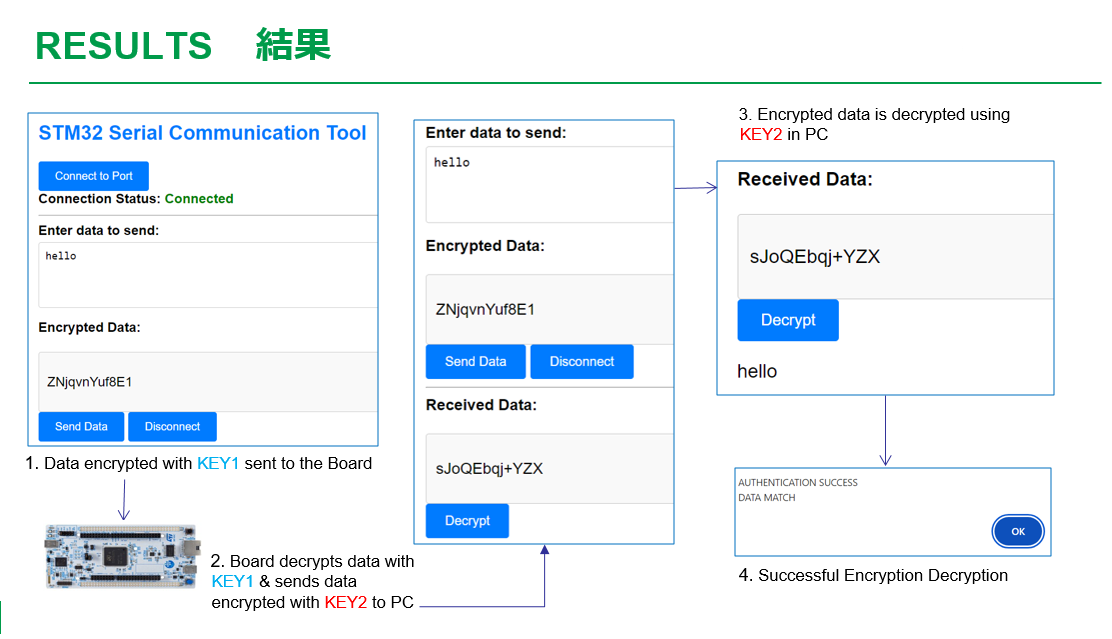 RESULTS 結果
STM32 Serial Communication Tool
Connect to Port
Connection Status: Connected
Enter data to send:
hello
Encrypted Data:
ZNjqvnYuf8E1
Send Data
Disconnect
1. Data encrypted with KEY1 sent to the Board
2. Board decrypts data with
KEY1 & sends data
encrypted with KEY2 to PC
Enter data to send:
hello
Encrypted Data:
ZNjqvnYuf8E1
Send Data
Disconnect
Received Data:
sJoQEbqj+YZX
Decrypt
3. Encrypted data is decrypted using
KEY2 in PC
Received Data:
sJoQEbqj+YZX
Decrypt
hello
AUTHENTICATION SUCCESS
DATA MATCH
OK
4. Successful Encryption Decryption